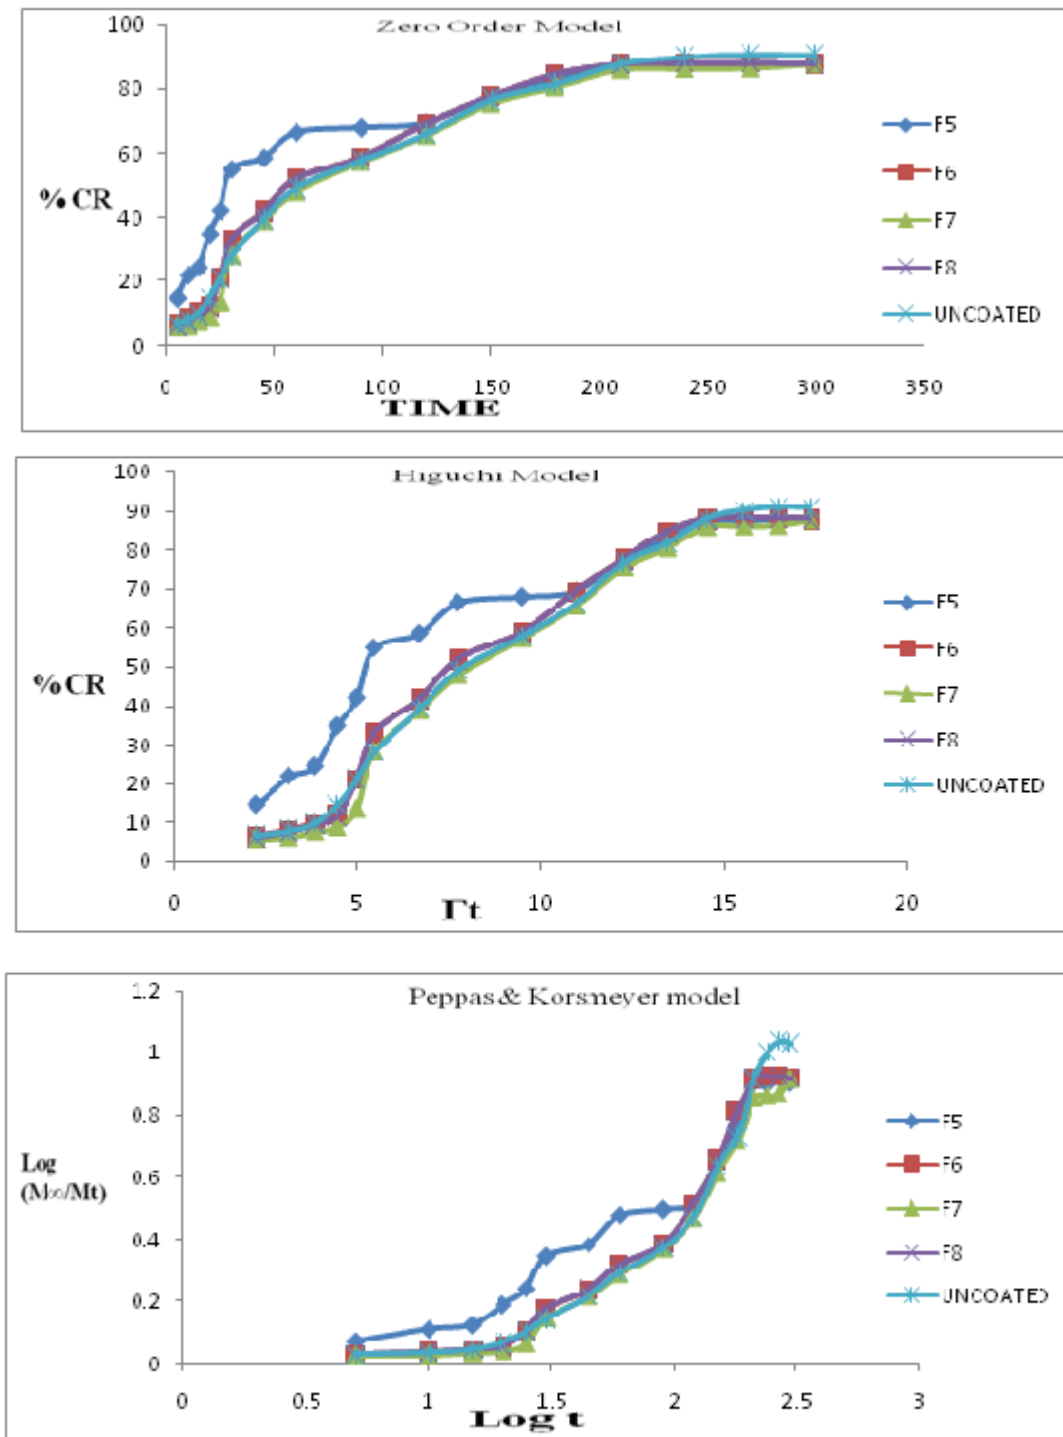 Zero Order Model
100
80
60
40
20
0
% CR
0 50 100 150 200 250 300 350
TIME
F5
F6
F7
F8
UNCOATED
Higuchi Model
100
90
80
70
60
50
40
30
20
10
0
%CR
0 5 10 15 20
Γt
F5
F6
F7
F8
UNCOATED
Peppas & Korsmeyer model
1.2
1
0.8
0.6
0.4
0.2
0
Log
(M∞/Mt)
0 0.5 1 1.5 2 2.5 3
Log t
F5
F6
F7
F8
UNCOATED